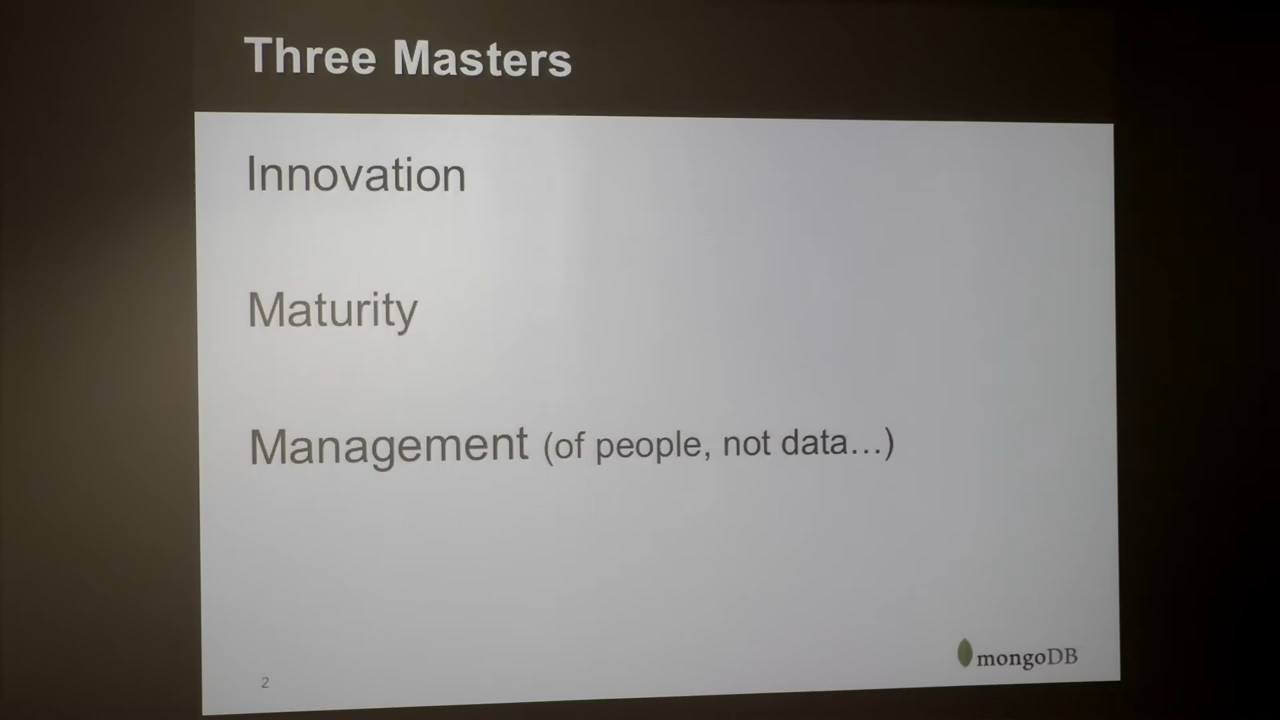 Three Masters
Innovation
Maturity
Management (of people, not data…)
2
mongoDB